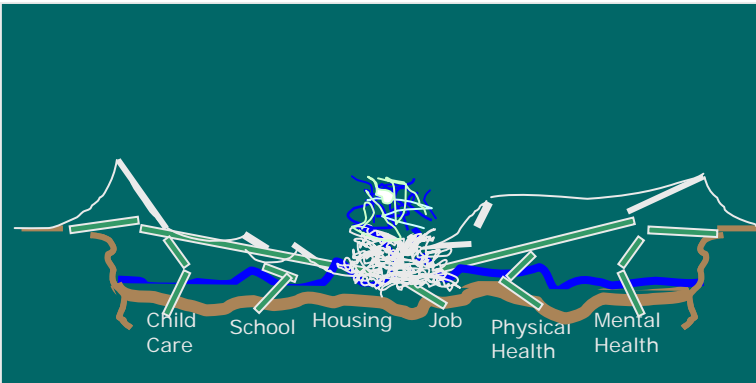 Child
Care
School
Housing
Job
Physical
Health
Mental
Health